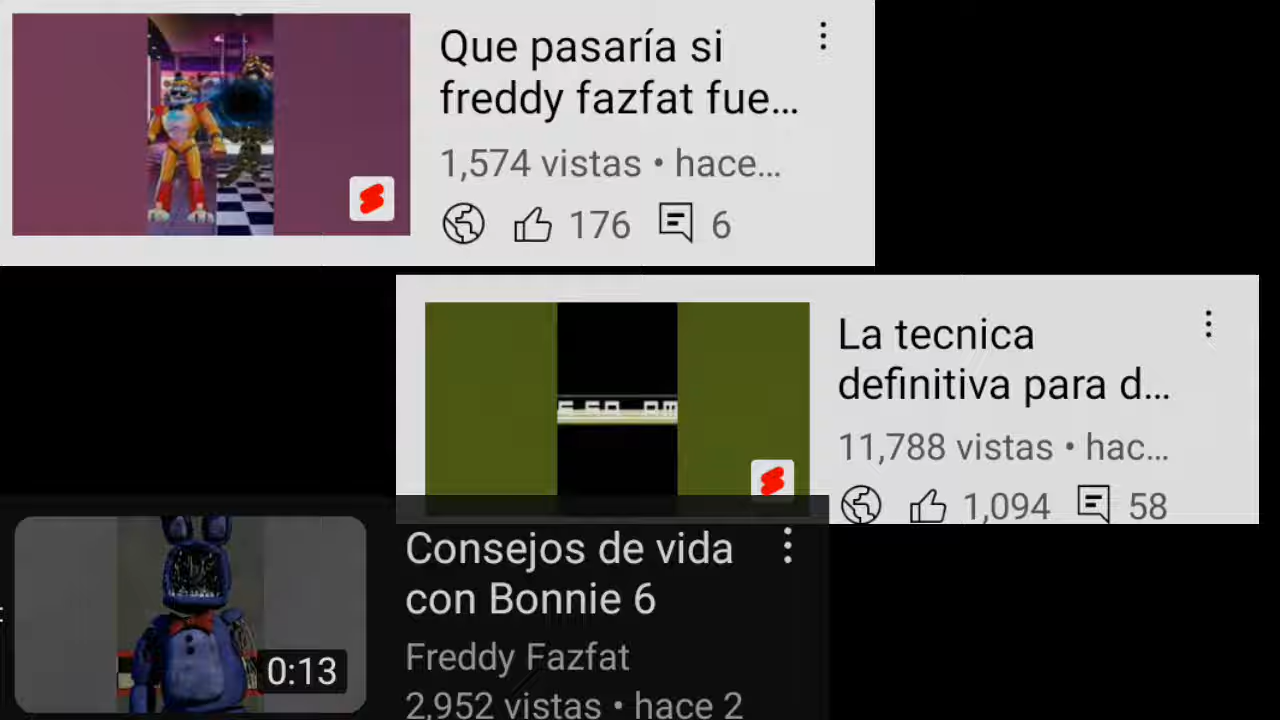 Que pasaría si
freddy fazfat fue...
1,574 vistas • hace...
176 6
La tecnica
definitiva para d...
11,788 vistas • hac...
1,094 58
Consejos de vida
con Bonnie 6
0:13
Freddy Fazfat
2,952 vistas • hace 2